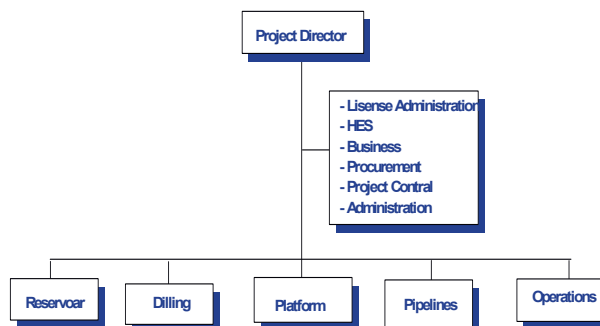 Project Director
- Lisense Administration
- HES
- Business
- Procurement
- Project Contral
- Administration
Reservoar
Dilling
Platform
Pipelines
Operations